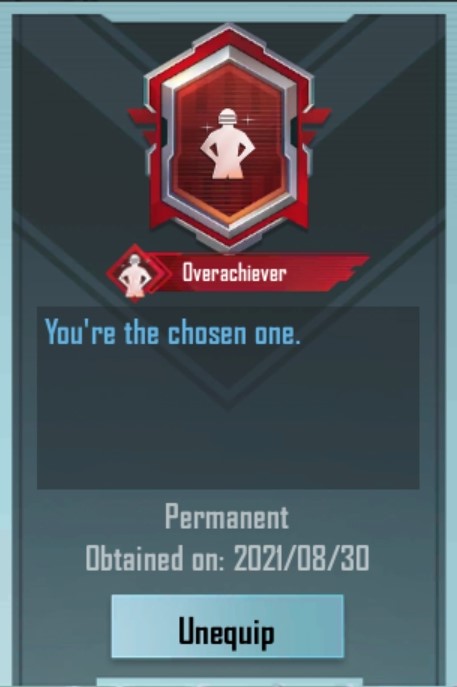 Overachiever
You're the chosen one.
Permanent
Obtained on: 2021/08/30
Unequip